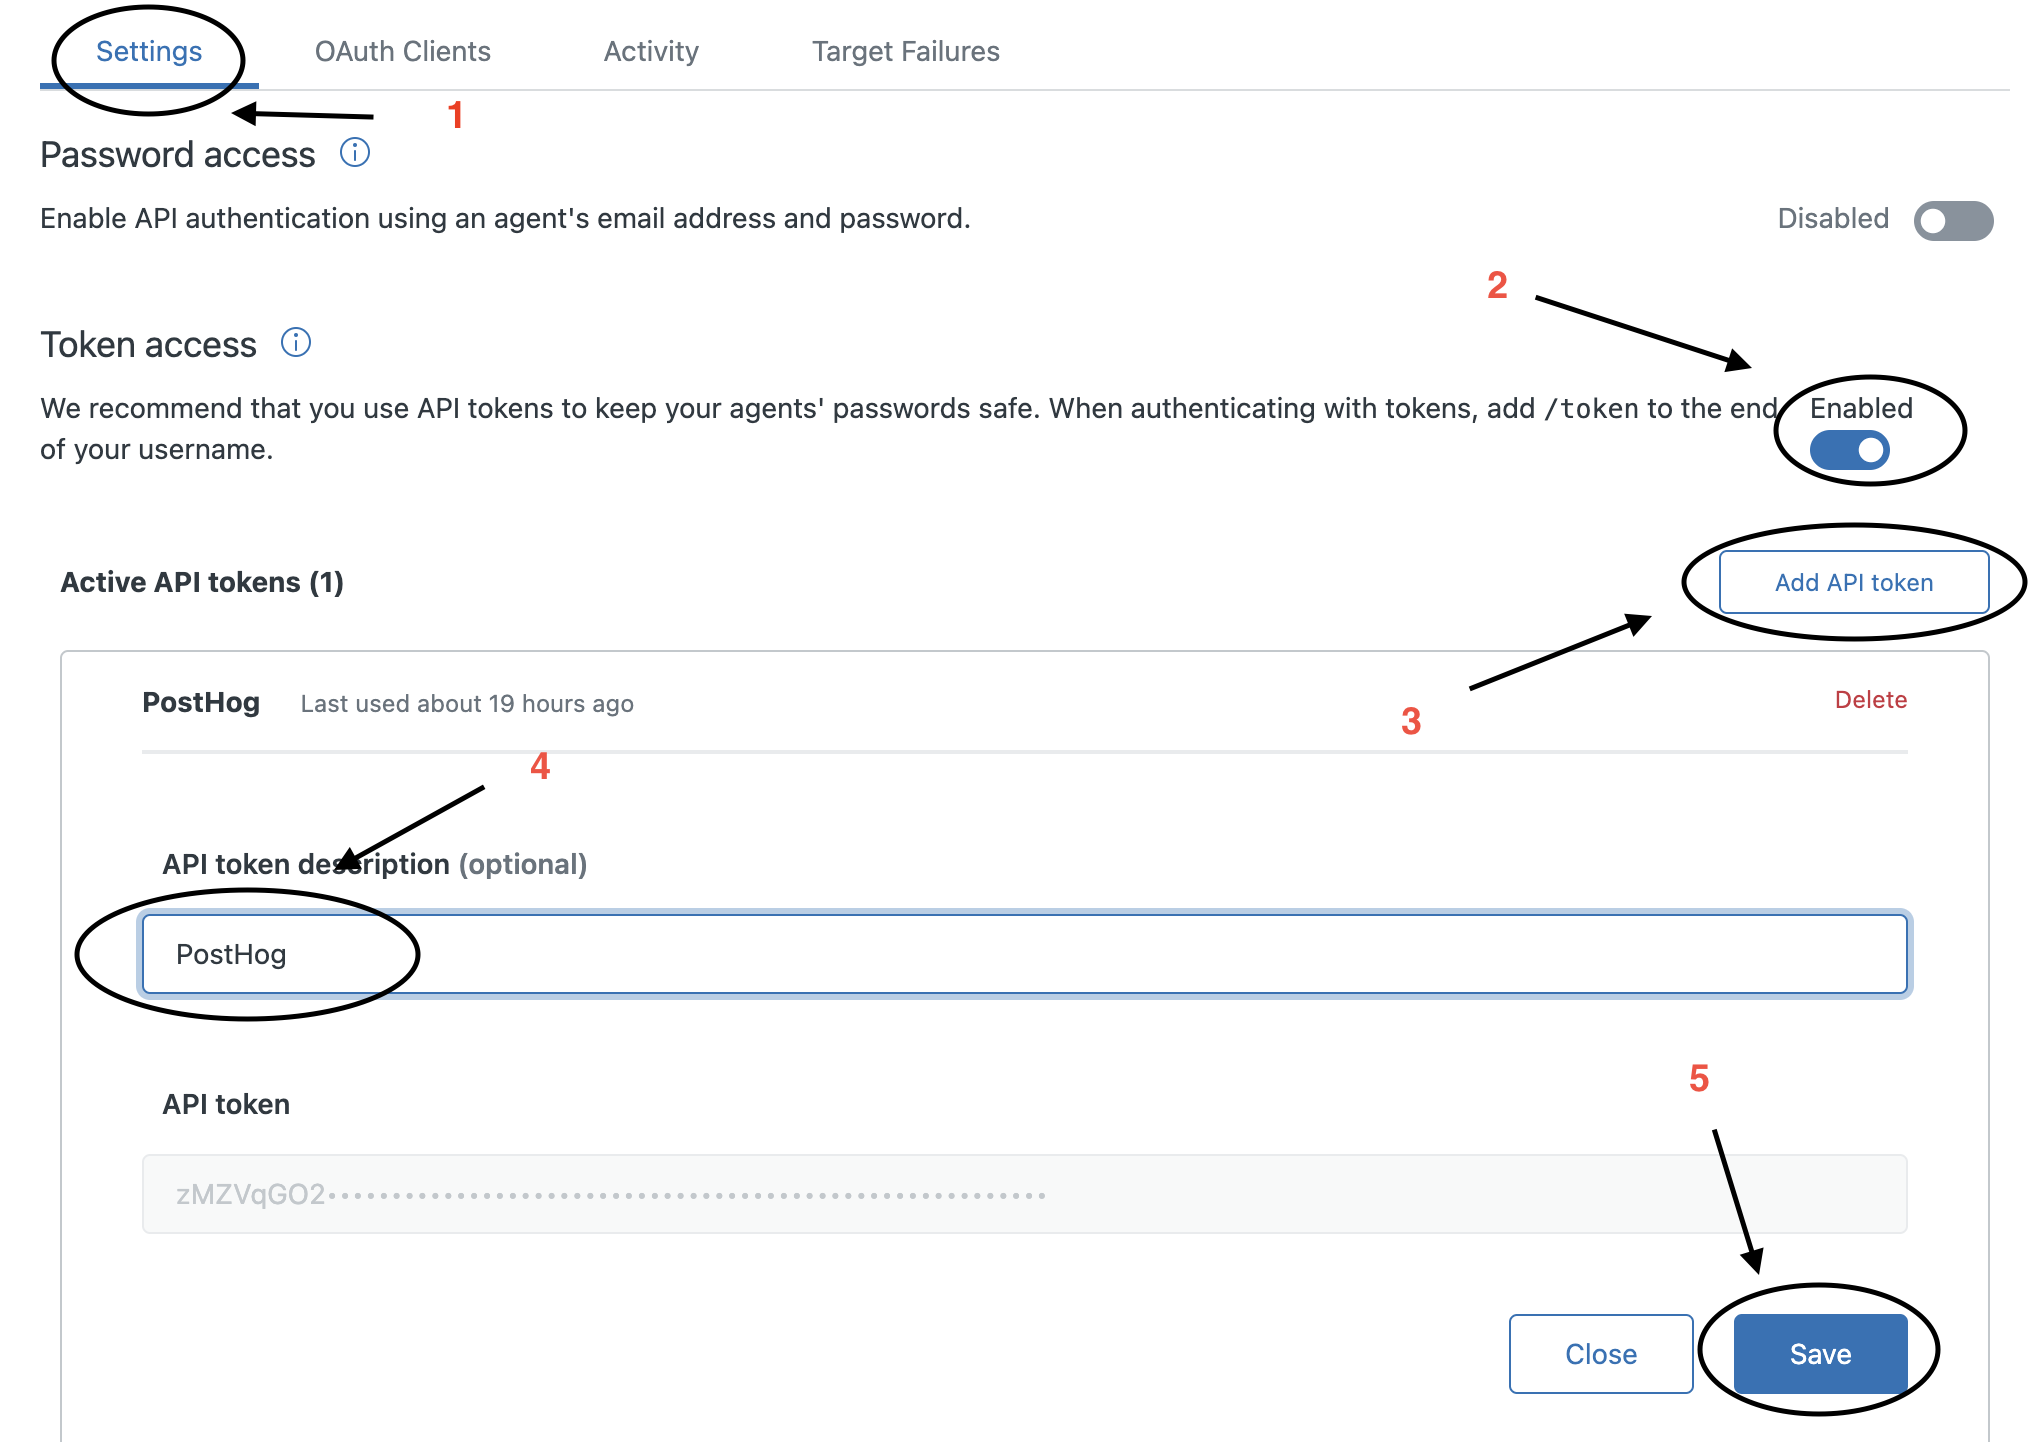 Settings
OAuth Clients
Activity
Target Failures
1
Password access
Enable API authentication using an agent's email address and password.
Disabled
2
Token access
We recommend that you use API tokens to keep your agents' passwords safe. When authenticating with tokens, add /token to the end
of your username.
Enabled
Active API tokens (1)
Add API token
3
PostHog
Last used about 19 hours ago
Delete
4
API token description (optional)
PostHog
5
API token
zMZVqGO2••••••••••••••••••••••••••••••••••••••••••••••••••••••••
Close
Save